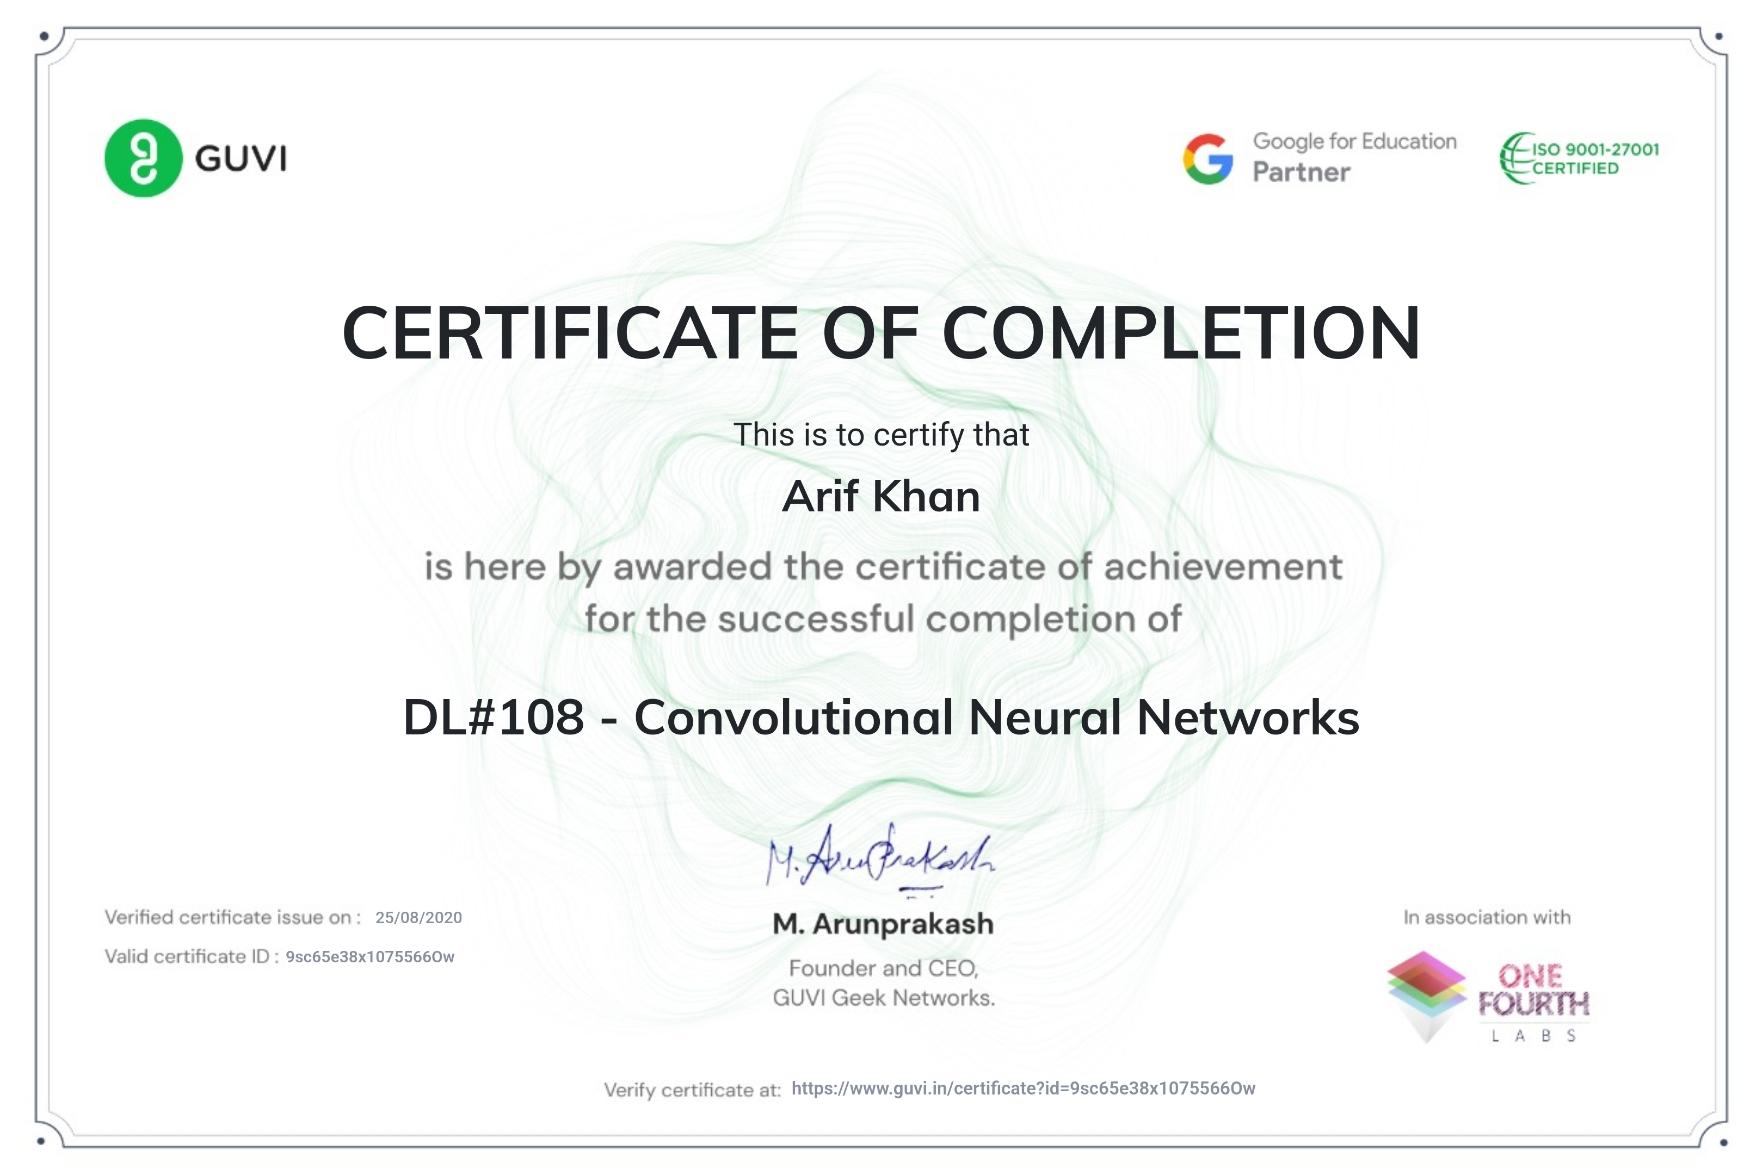 GUVI
Google for Education
Partner
ISO 9001-27001
CERTIFIED
CERTIFICATE OF COMPLETION
This is to certify that
Arif Khan
is here by awarded the certificate of achievement
for the successful completion of
DL#108 - Convolutional Neural Networks
M. Arunprakash
Verified certificate issue on : 25/08/2020
Valid certificate ID : 9sc65e38x1075566Ow
M. Arunprakash
Founder and CEO,
GUVI Geek Networks.
In association with
ONE
FOURTH
LABS
Verify certificate at: https://www.guvi.in/certificate?id=9sc65e38x1075566Ow